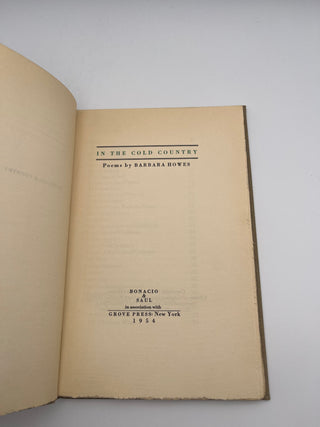 IN THE COLD COUNTRY
Poems by BARBARA HOWES
BONACIO
&
SAUL
in association with
GROVE PRESS: New York
1954